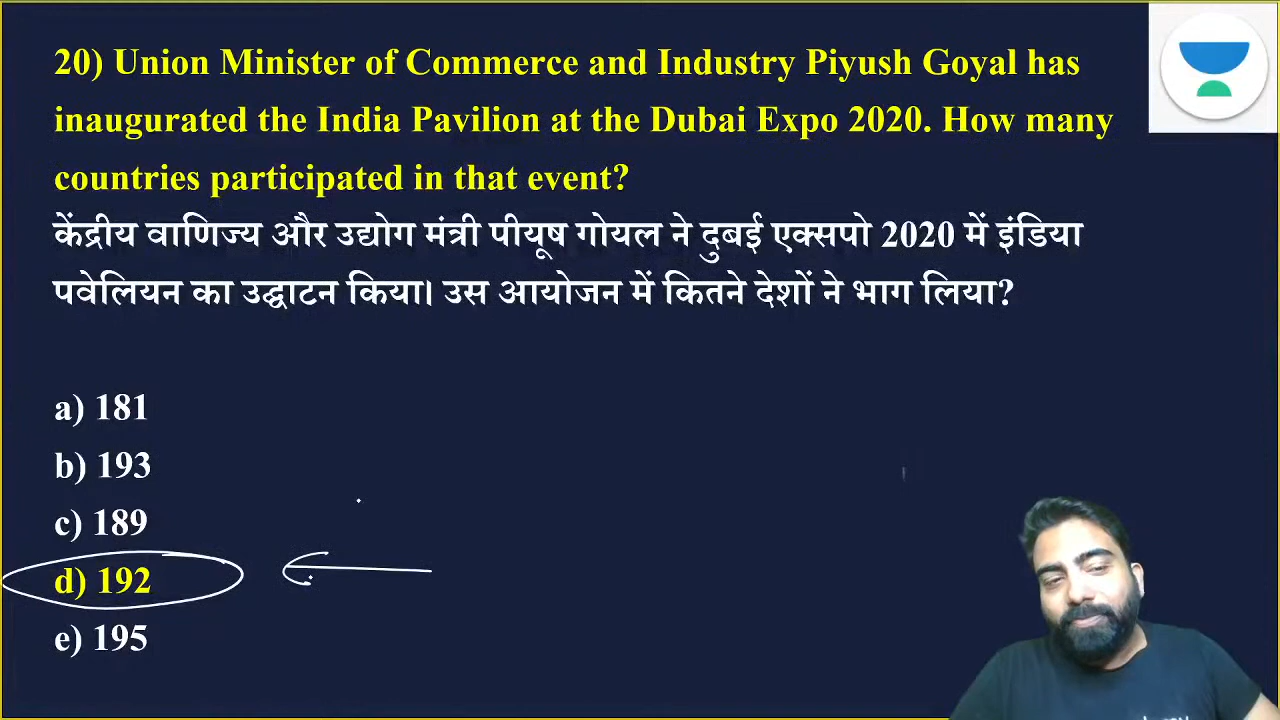 20) Union Minister of Commerce and Industry Piyush Goyal has
inaugurated the India Pavilion at the Dubai Expo 2020. How many
countries participated in that event?
केंद्रीय वाणिज्य और उद्योग मंत्री पीयूष गोयल ने दुबई एक्सपो 2020 में इंडिया
पवेलियन का उद्घाटन किया। उस आयोजन में कितने देशों ने भाग लिया?
a) 181
b) 193
c) 189
d) 192
e) 195